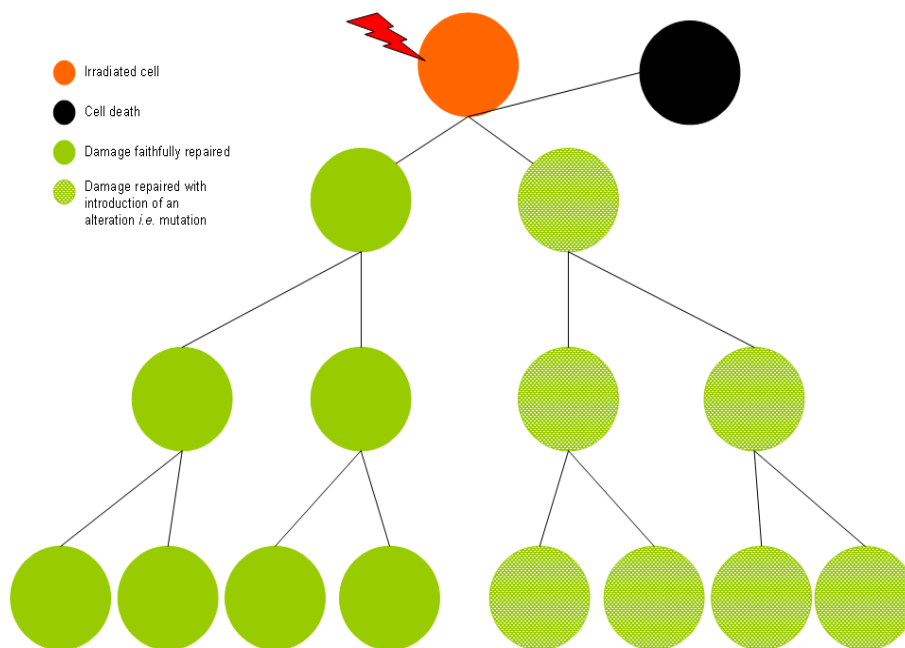 Irradiated cell
Cell death
Damage faithfully repaired
Damage repaired with
introduction of an
alteration i.e. mutation